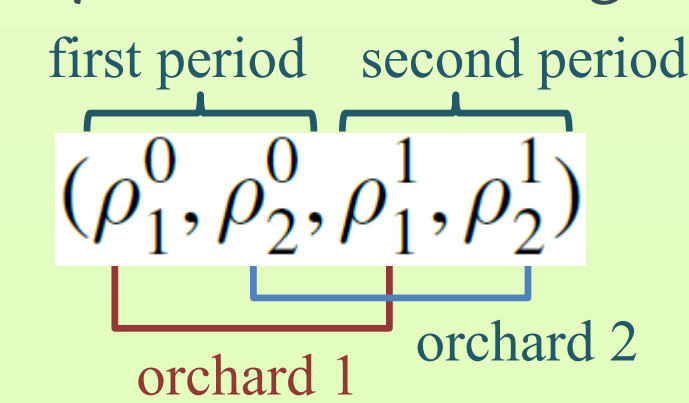 first period second period
(ρ₁⁰, ρ₂⁰, ρ₁¹, ρ₂¹)
orchard 2
orchard 1